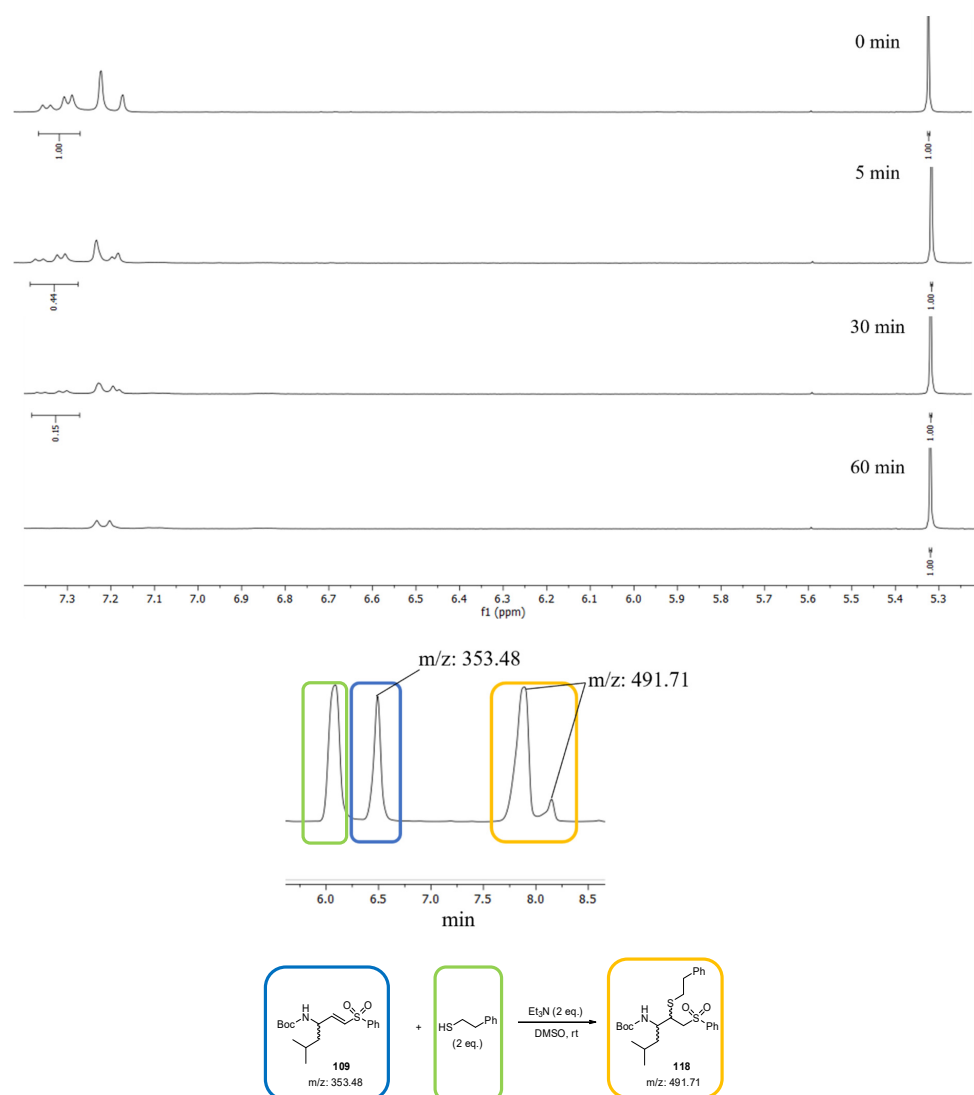 0 min
1.00
1.00
5 min
0.44
1.00
30 min
0.15
1.00
60 min
1.00
7.3 7.2 7.1 7.0 6.9 6.8 6.7 6.6 6.5 6.4 6.3 6.2 6.1 6.0 5.9 5.8 5.7 5.6 5.5 5.4 5.3
f1 (ppm)
m/z: 353.48
m/z: 491.71
6.0 6.5 7.0 7.5 8.0 8.5
min
Ph
S
H
N
O
O
S
Boc
Ph
109
m/z: 353.48
+
HS
Ph
(2 eq.)
Et₃N (2 eq.)
DMSO, rt
H
N
O
O
S
Boc
Ph
118
m/z: 491.71